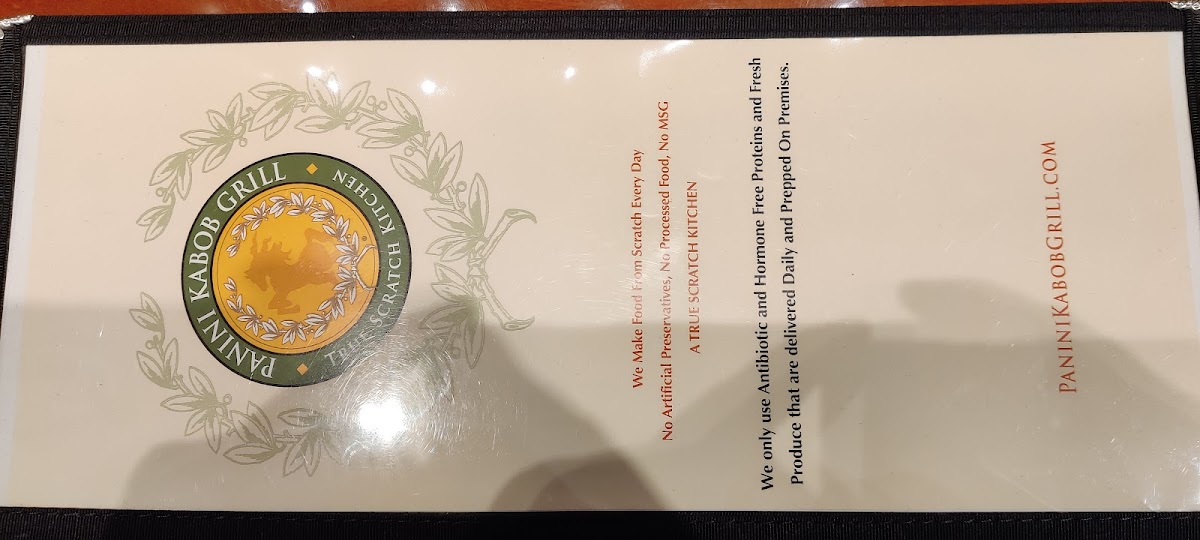 PANINI KABOB GRILL
TRUE SCRATCH KITCHEN
We Make Food From Scratch Every Day
No Artificial Preservatives, No Processed Food, No MSG
A TRUE SCRATCH KITCHEN
We only use Antibiotic and Hormone Free Proteins and Fresh
Produce that are delivered Daily and Prepped On Premises.
PANINIKABOBGRILL.COM